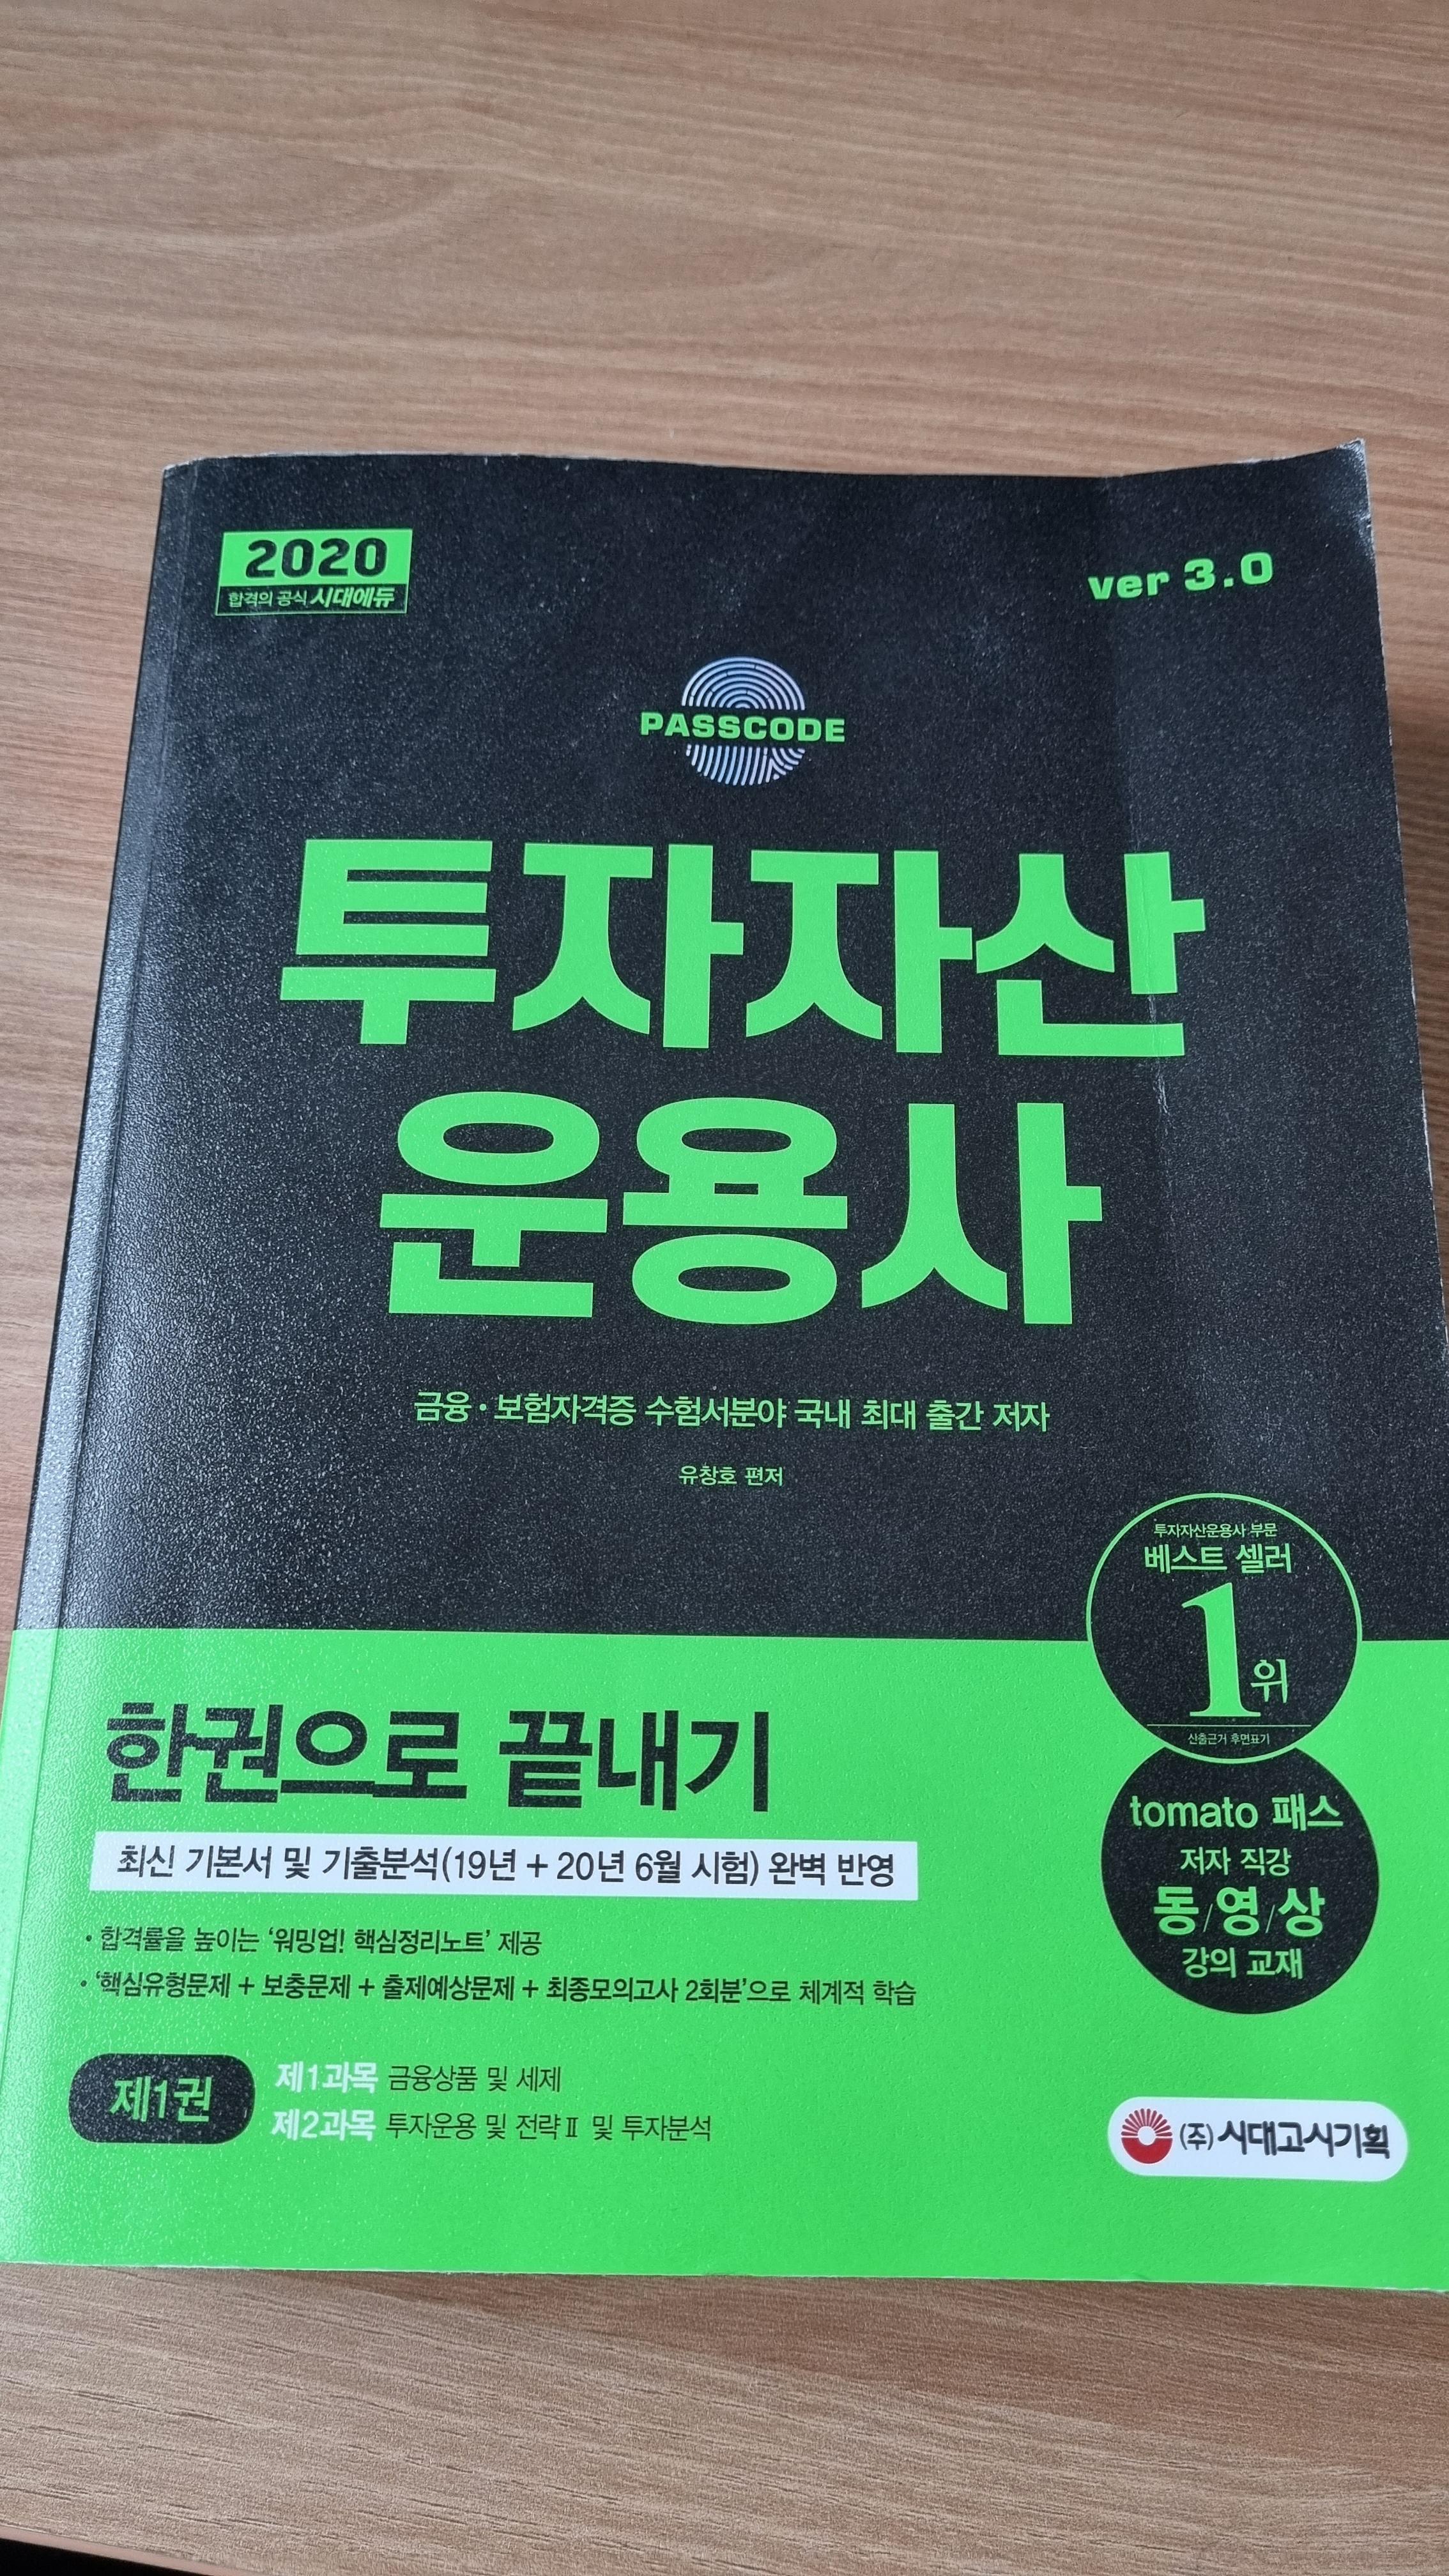 2020
합격의 공식 시대에듀
ver 3.0
PASSCODE
투자자산
운용사
금융·보험자격증 수험서분야 국내 최대 출간 저자
유창호 편저
투자자산운용사 부문
베스트 셀러
1위
산출근거 후면표기
한권으로 끝내기
최신 기본서 및 기출분석(19년 + 20년 6월 시험) 완벽 반영
· 합격률을 높이는 '워밍업! 핵심정리노트' 제공
· '핵심유형문제 + 보충문제 + 출제예상문제 + 최종모의고사 2회분'으로 체계적 학습
tomato 패스
저자 직강
동/영/상
강의 교재
제1권
제1과목 금융상품 및 세제
제2과목 투자운용 및 전략Ⅱ 및 투자분석
(주)시대고시기획